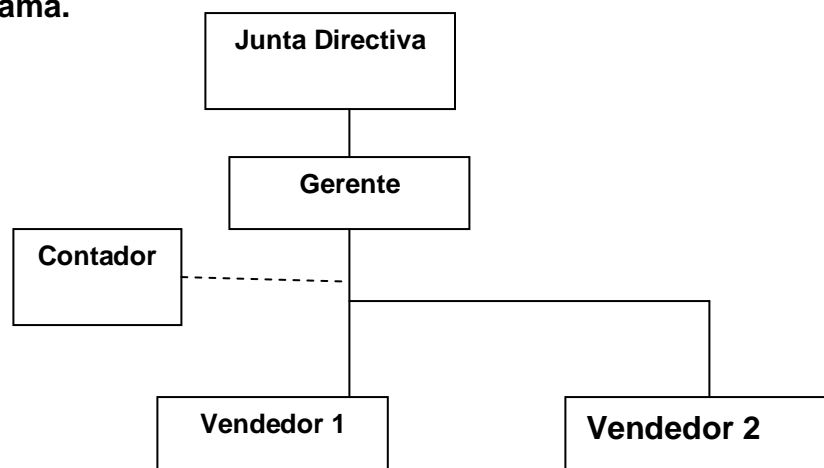 ama.
Junta Directiva
Gerente
Contador
Vendedor 1
Vendedor 2